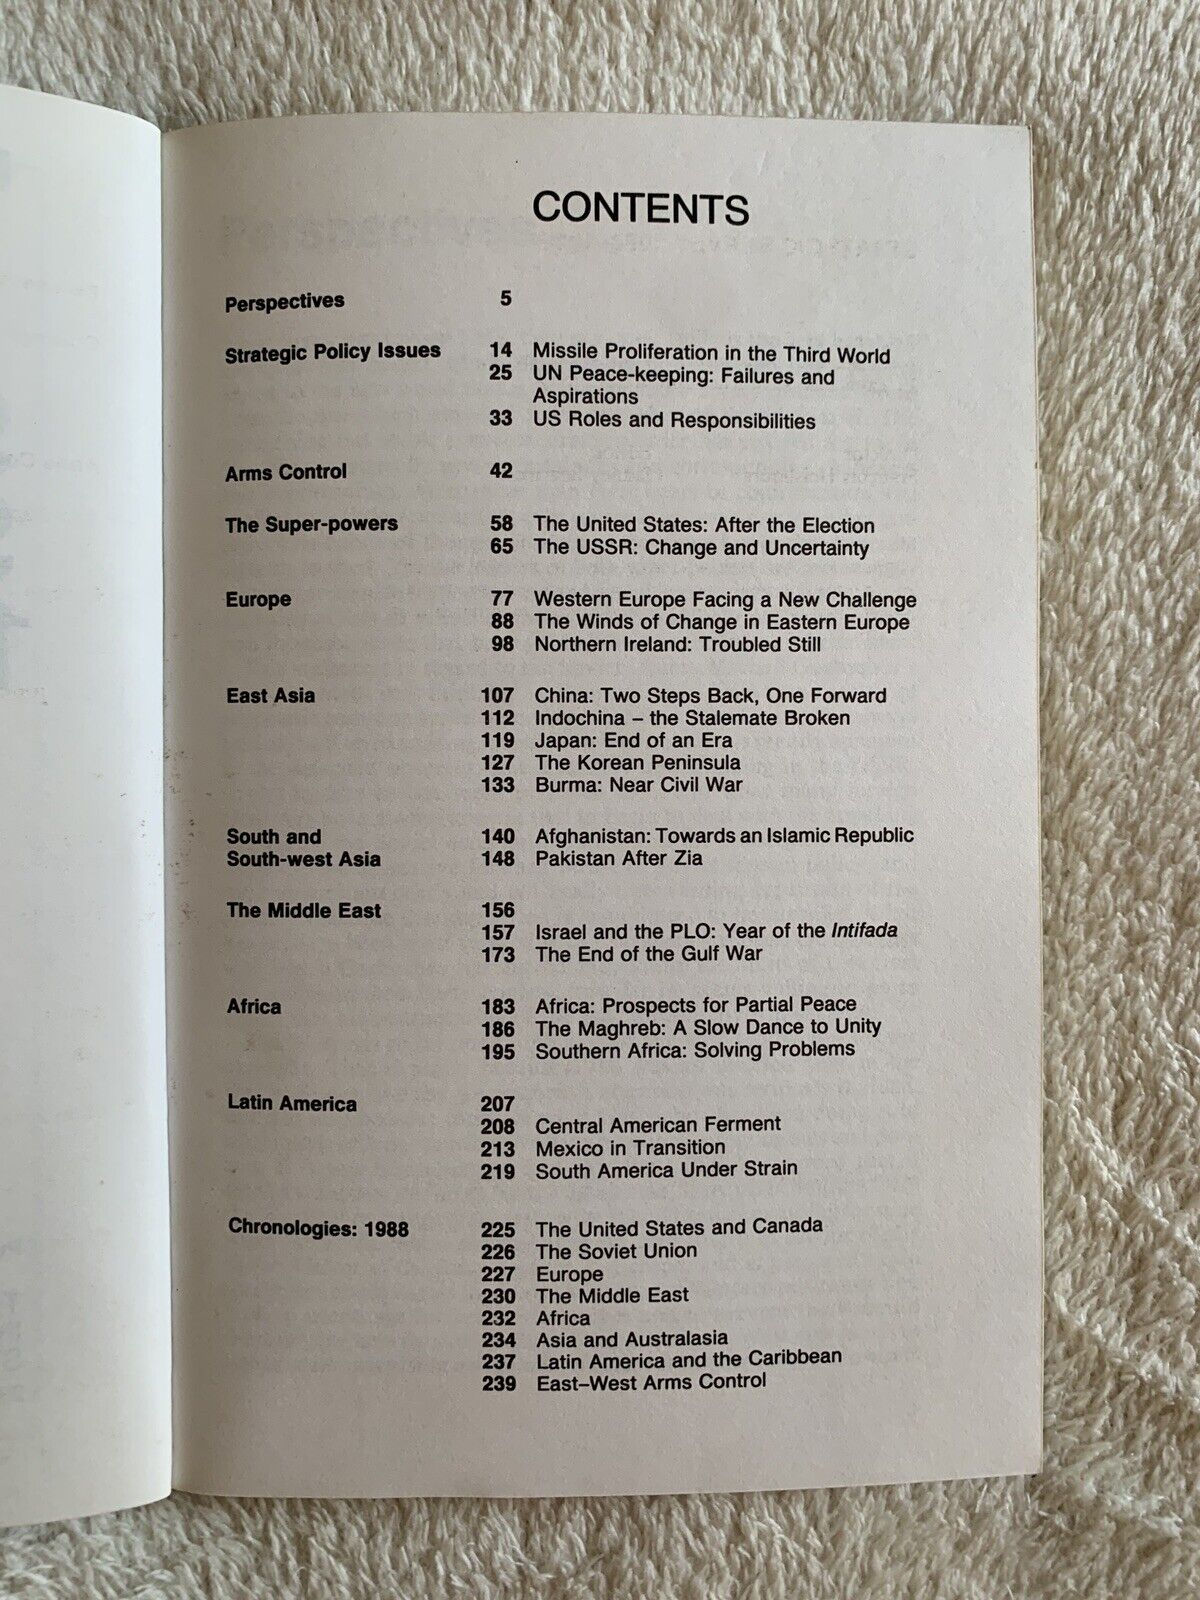 CONTENTS
Perspectives 5
Strategic Policy Issues 14 Missile Proliferation in the Third World
25 UN Peace-keeping: Failures and
Aspirations
33 US Roles and Responsibilities
Arms Control 42
The Super-powers 58 The United States: After the Election
65 The USSR: Change and Uncertainty
Europe 77 Western Europe Facing a New Challenge
88 The Winds of Change in Eastern Europe
98 Northern Ireland: Troubled Still
East Asia 107 China: Two Steps Back, One Forward
112 Indochina – the Stalemate Broken
119 Japan: End of an Era
127 The Korean Peninsula
133 Burma: Near Civil War
South and 140 Afghanistan: Towards an Islamic Republic
South-west Asia 148 Pakistan After Zia
The Middle East 156
157 Israel and the PLO: Year of the Intifada
173 The End of the Gulf War
Africa 183 Africa: Prospects for Partial Peace
186 The Maghreb: A Slow Dance to Unity
195 Southern Africa: Solving Problems
Latin America 207
208 Central American Ferment
213 Mexico in Transition
219 South America Under Strain
Chronologies: 1988 225 The United States and Canada
226 The Soviet Union
227 Europe
230 The Middle East
232 Africa
234 Asia and Australasia
237 Latin America and the Caribbean
239 East–West Arms Control